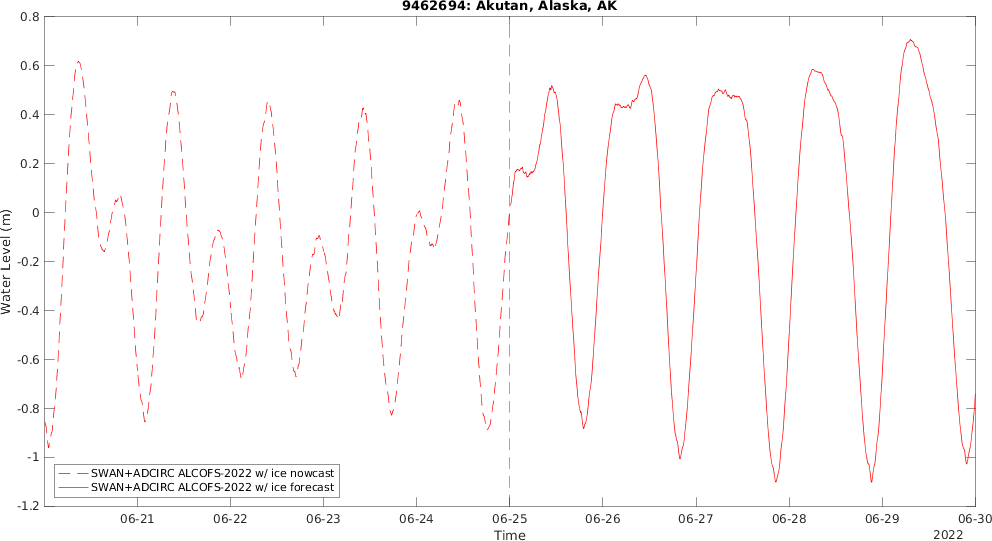 9462694: Akutan, Alaska, AK
0.8
0.6
0.4
0.2
0
-0.2
-0.4
-0.6
-0.8
-1
-1.2
Water Level (m)
SWAN+ADCIRC ALCOFS-2022 w/ ice nowcast
SWAN+ADCIRC ALCOFS-2022 w/ ice forecast
06-21 06-22 06-23 06-24 06-25 06-26 06-27 06-28 06-29 06-30
Time
2022